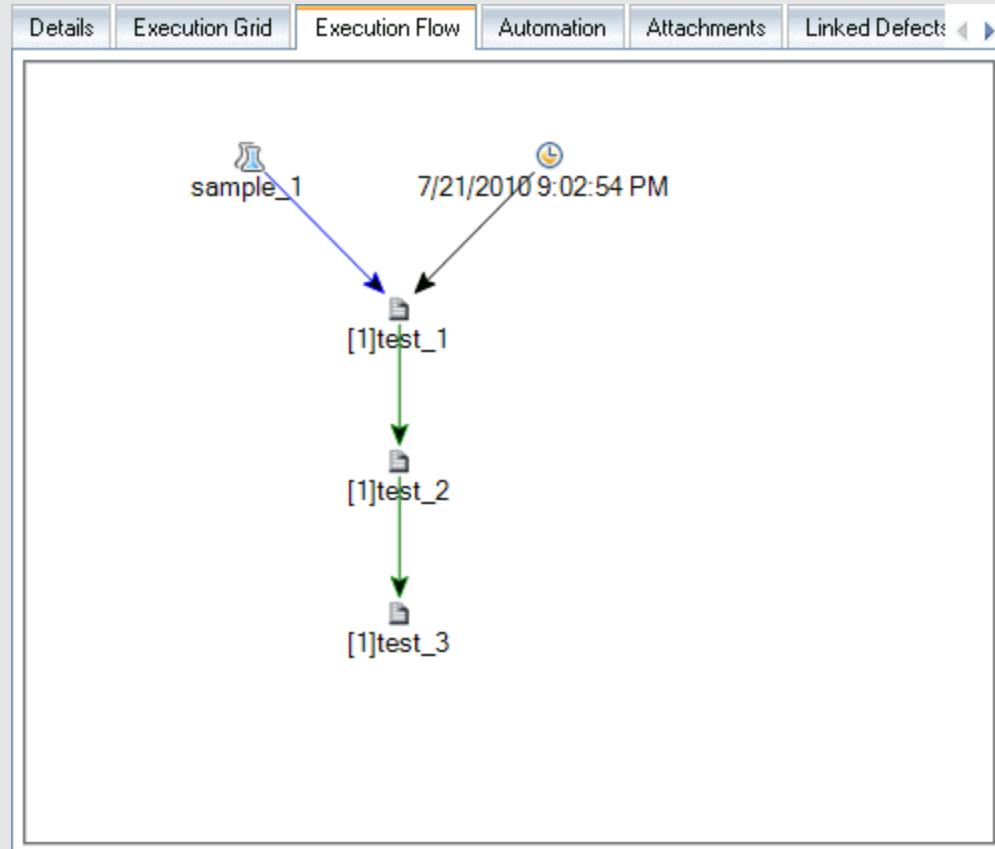 Details
Execution Grid
Execution Flow
Automation
Attachments
Linked Defects
sample_1
7/21/2010 9:02:54 PM
[1]test_1
[1]test_2
[1]test_3